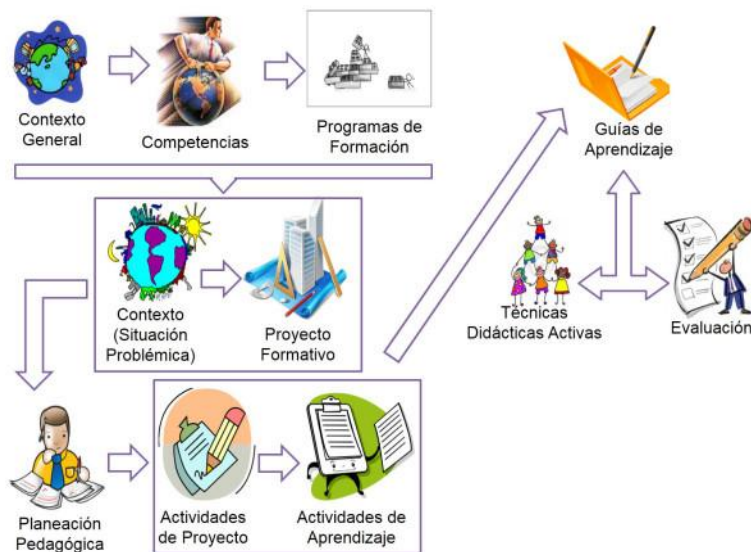 Contexto
General
Competencias
Programas de
Formación
Guías de
Aprendizaje
Contexto
(Situación
Problémica)
Proyecto
Formativo
Técnicas
Didácticas Activas
Evaluación
Planeación
Pedagógica
Actividades
de Proyecto
Actividades de
Aprendizaje